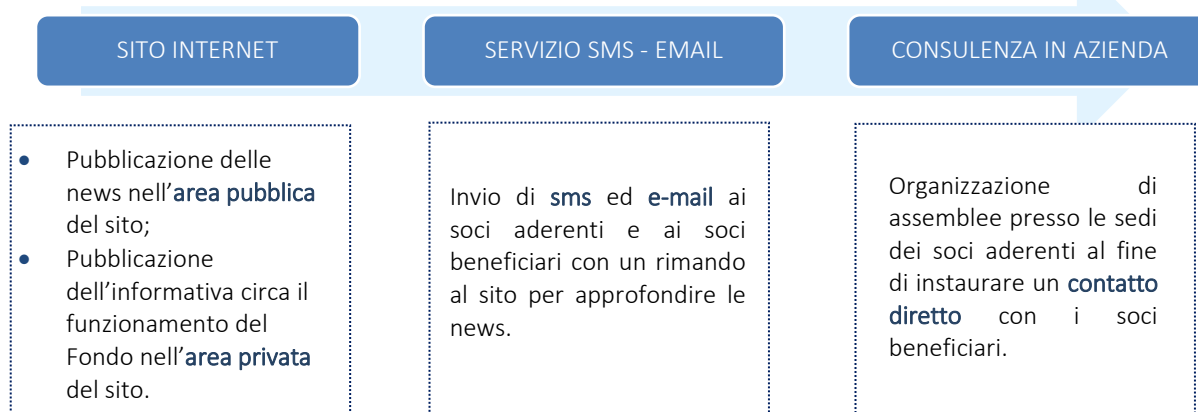 SITO INTERNET
SERVIZIO SMS - EMAIL
CONSULENZA IN AZIENDA
• Pubblicazione delle
news nell’area pubblica
del sito;
• Pubblicazione
dell’informativa circa il
funzionamento del
Fondo nell’area privata
del sito.
Invio di sms ed e-mail ai
soci aderenti e ai soci
beneficiari con un rimando
al sito per approfondire le
news.
Organizzazione di
assemblee presso le sedi
dei soci aderenti al fine
di instaurare un contatto
diretto con i soci
beneficiari.